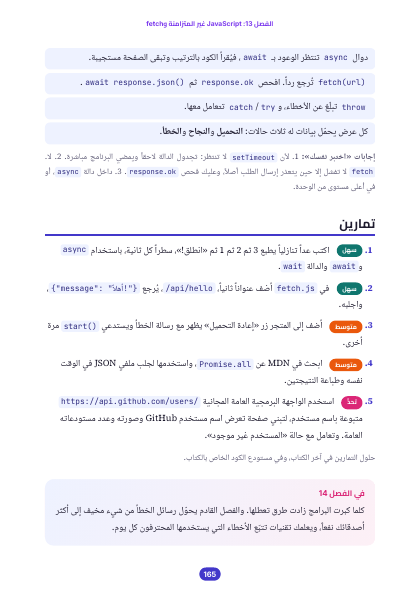 الفصل 13: JavaScript غير المتزامنة وfetch
دوال async تنتظر الوعود بـ await ، فيُقرأ الكود بالترتيب وتبقى الصفحة مستجيبة.
fetch(url) تُرجع رداً. افحص response.ok ثم await response.json() .
throw تبلّغ عن الأخطاء، و try / catch تتعامل معها.
كل عرض يحمّل بيانات له ثلاث حالات: التحميل والنجاح والخطأ.
إجابات «اختبر نفسك»: 1. لأن setTimeout لا تنتظر: تجدول الدالة لاحقاً ويمضي البرنامج مباشرة. 2. لا.
fetch لا تفشل إلا حين يتعذر إرسال الطلب أصلاً، وعليك فحص response.ok . 3. داخل دالة async ، أو
في أعلى مستوى من الوحدة.
تمارين
1. سهل اكتب عدّاً تنازلياً يطبع 3 ثم 2 ثم 1 ثم «انطلق!»، سطراً كل ثانية، باستخدام async
و await والدالة wait .
2. سهل في fetch.js أضف عنواناً ثانياً، /api/hello ، يُرجع {"message": "أهلاً!"} ،
واجلبه.
3. متوسط أضف إلى المتجر زر «إعادة التحميل» يظهر مع رسالة الخطأ ويستدعي start() مرة
أخرى.
4. متوسط ابحث في MDN عن Promise.all ، واستخدمها لجلب ملفي JSON في الوقت
نفسه وطباعة النتيجتين.
5. تحدٍّ استخدم الواجهة البرمجية العامة المجانية https://api.github.com/users/
متبوعة باسم مستخدم، لتبني صفحة تعرض اسم مستخدم GitHub وصورته وعدد مستودعاته
العامة. وتعامل مع حالة «المستخدم غير موجود».
حلول التمارين في آخر الكتاب، وفي مستودع الكود الخاص بالكتاب.
في الفصل 14
كلما كبرت البرامج زادت طرق تعطلها. والفصل القادم يحوّل رسائل الخطأ من شيء مخيف إلى أكثر
أصدقائك نفعاً، ويعلمك تقنيات تتبّع الأخطاء التي يستخدمها المحترفون كل يوم.
165